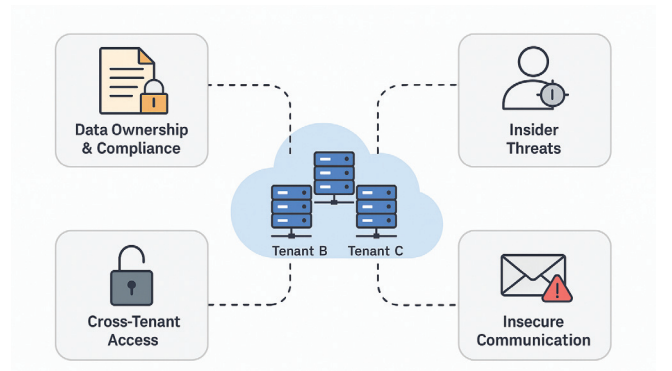 Data Ownership
& Compliance
Insider
Threats
Tenant B
Tenant C
Cross-Tenant
Access
Insecure
Communication